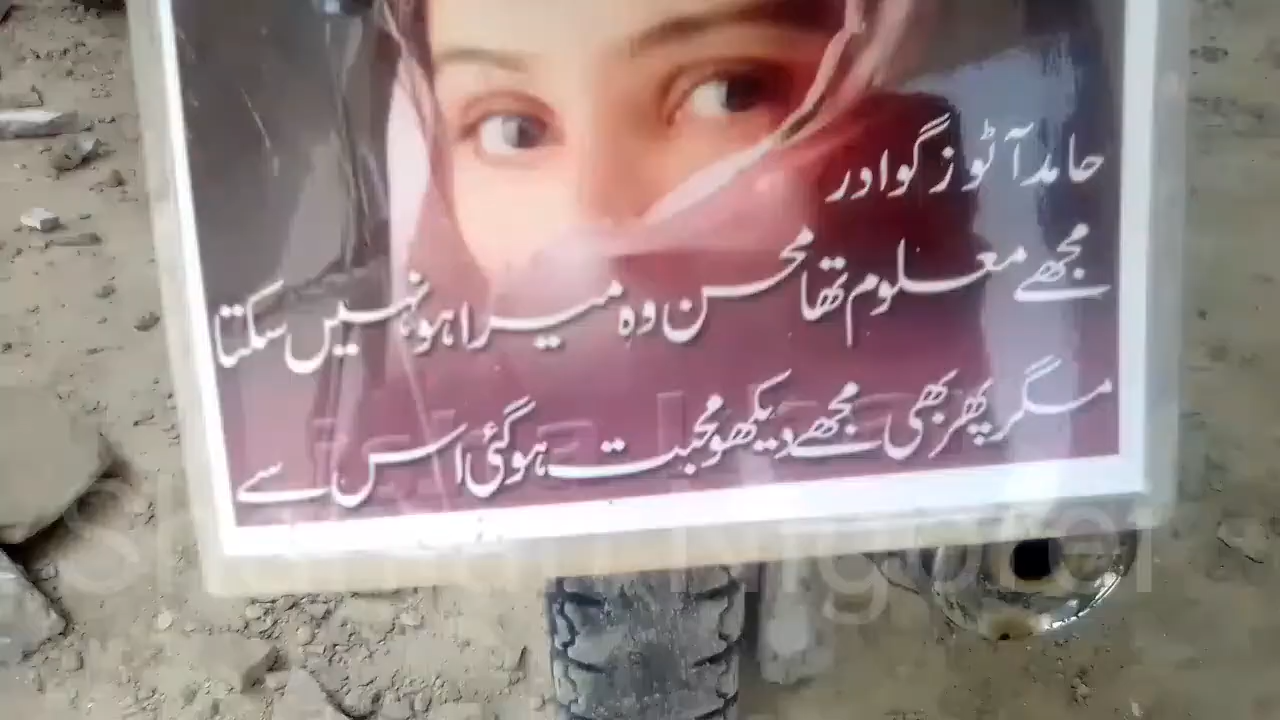 حامد آٹوز گوادر
مجھے معلوم تھا محسن وہ میرا ہو نہیں سکتا
مگر پھر بھی مجھے دیکھو محبت ہو گئی اس سے